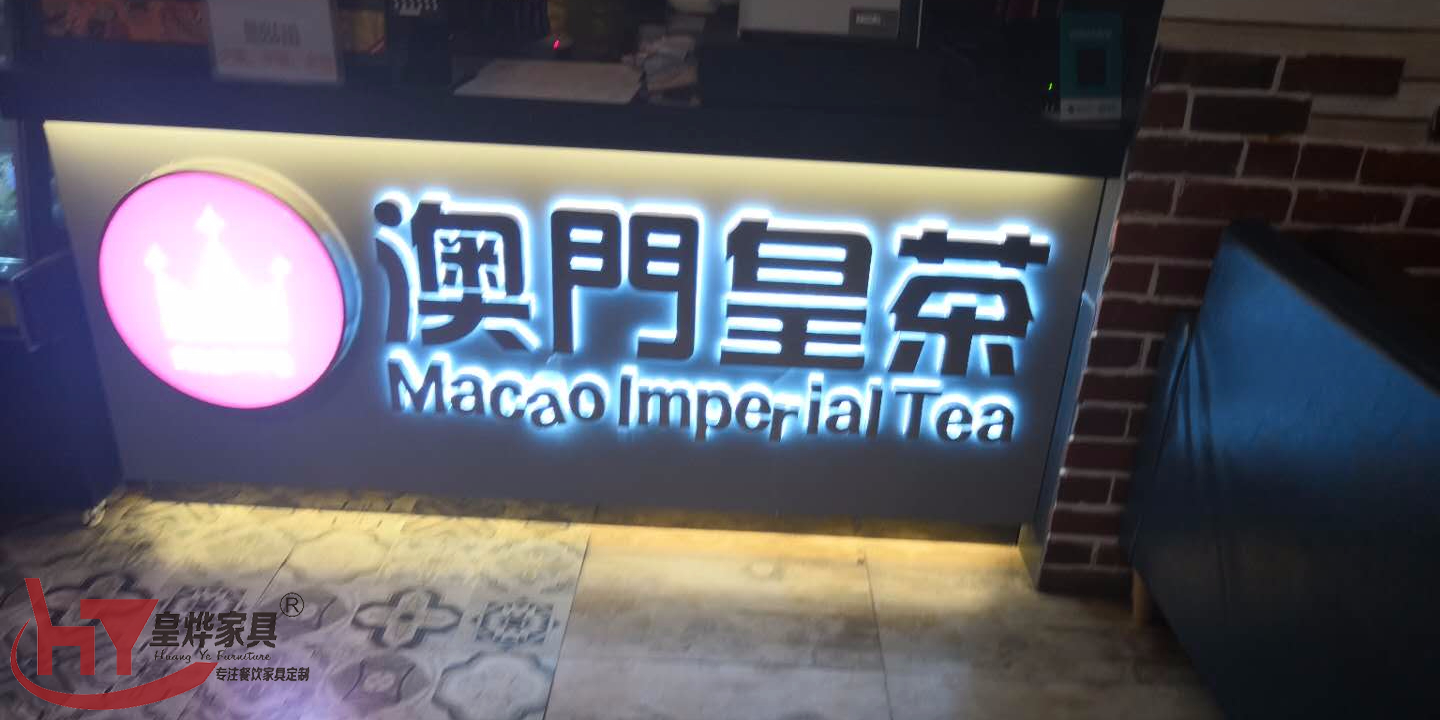 澳門皇茶
Macao Imperial Tea
HY 皇烨家具®
Huang Ye Furniture
专注餐饮家具定制